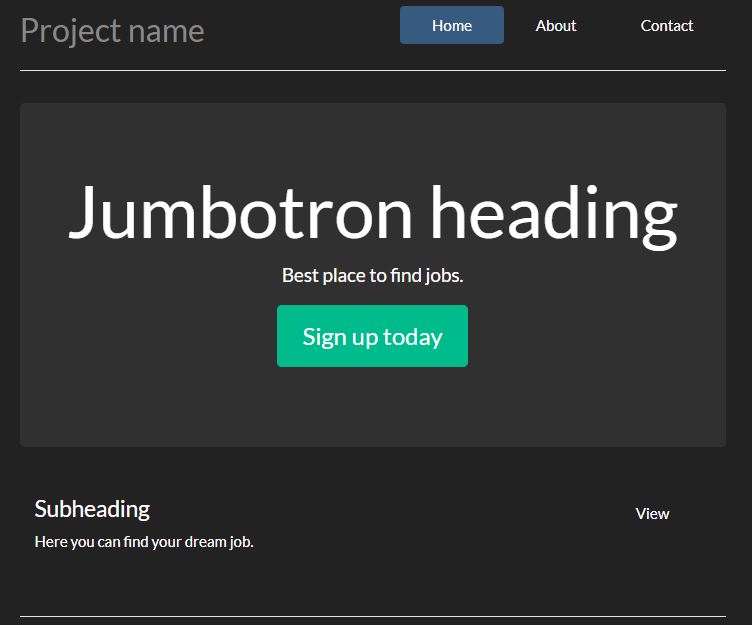 Project name
Home
About
Contact
Jumbotron heading
Best place to find jobs.
Sign up today
Subheading
View
Here you can find your dream job.